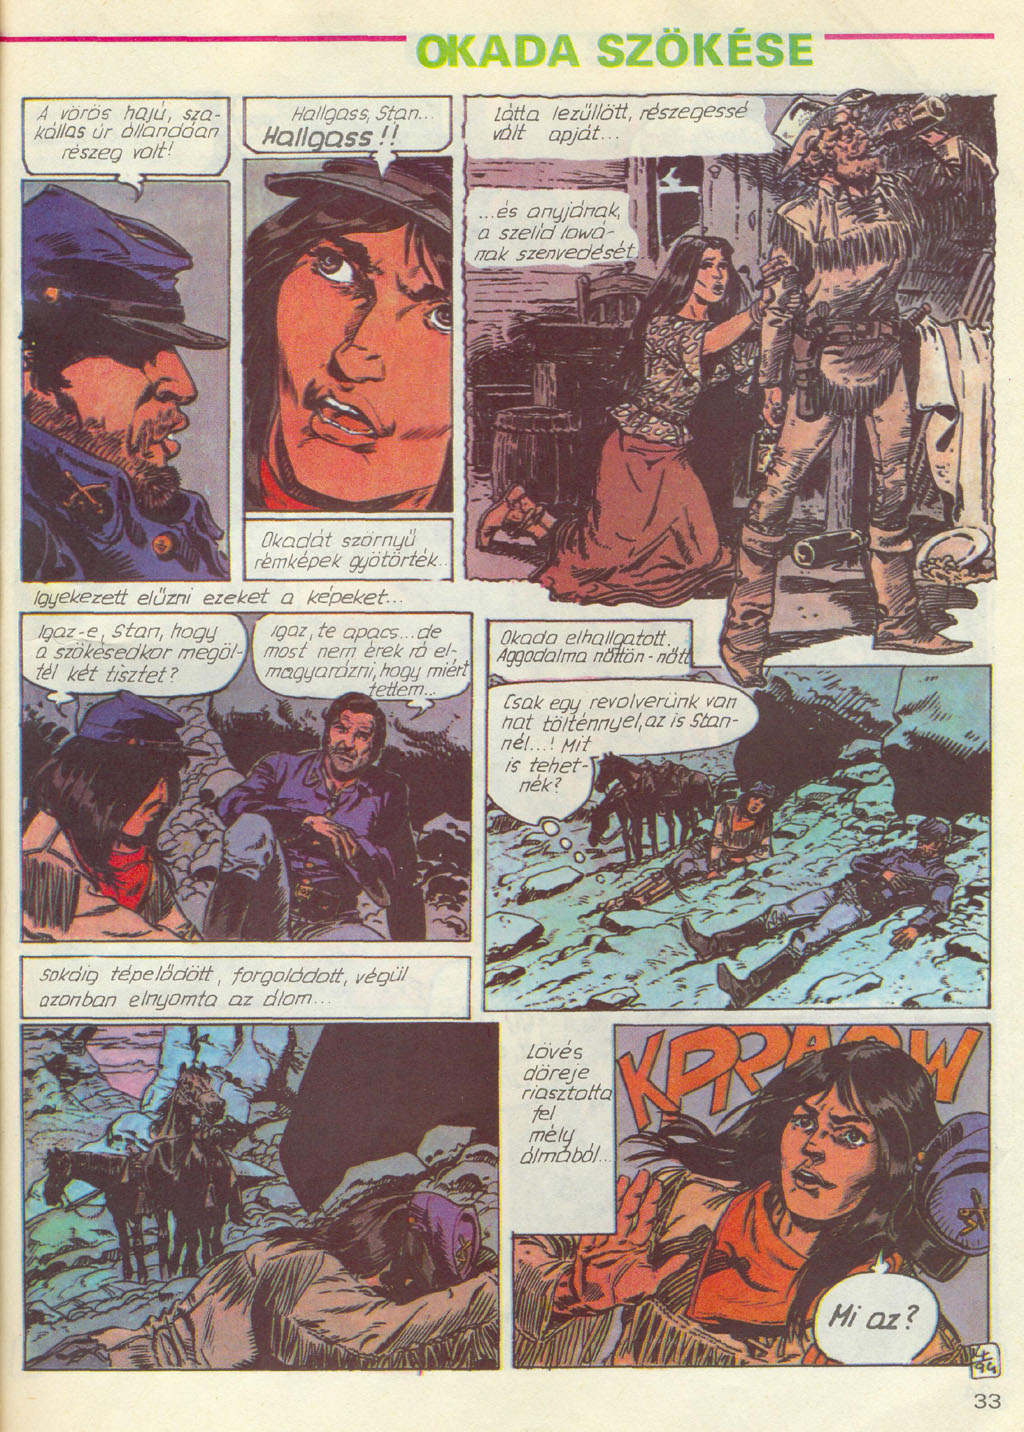 OKADA SZÖKÉSE
A vörös hajú, sza-
kállas úr állandóan
részeg volt!
Hallgass, Stan...
Hallgass!!
Okadát szörnyű
rémképek gyötörték...
Látta lezüllött, részegessé
vált apját...
...és anyjának,
a szelíd Iowá-
nak szenvedését.
Igyekezett elűzni ezeket a képeket...
Igaz-e, Stan, hogy
a szökésedkor megöl-
tél két tisztet?
Igaz, te apacs...de
most nem érek rá el-
magyarázni, hogy miért
tettem...
Okada elhallgatott.
Aggodalma nőttön-nőtt
Csak egy revolverünk van
hat tölténnyel, az is Stan-
nél...! Mit
is tehet-
nék?
Sokáig tépelődött, forgolódott, végül
azonban elnyomta az álom...
Lövés
döreje
riasztotta
fel
mély
álmából...
KRRAOW
Mi az?
33